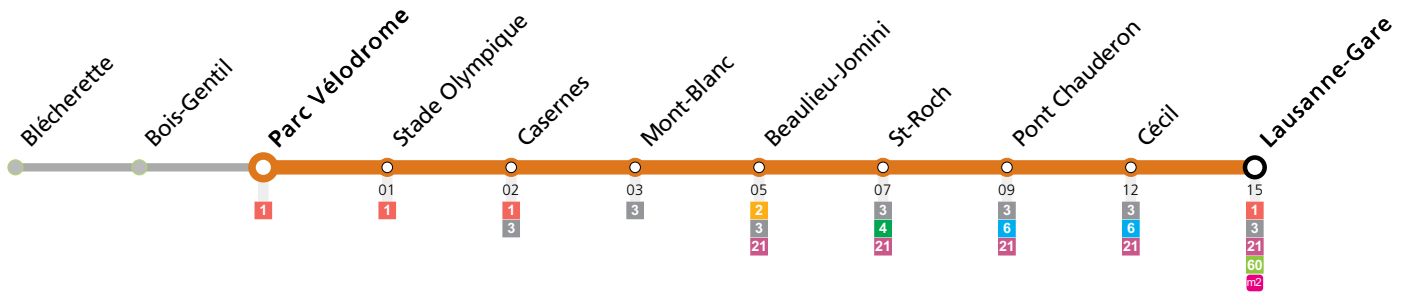 Blécherette
Bois-Gentil
Parc Vélodrome
Stade Olympique
Casernes
Mont-Blanc
Beaulieu-Jomini
St-Roch
Pont Chauderon
Cécil
Lausanne-Gare
01 02 03 05 07 09 12 15
1 1 1 3 2 3 3 3 1
3 3 4 6 6 3
21 21 21 21 21
60
m2